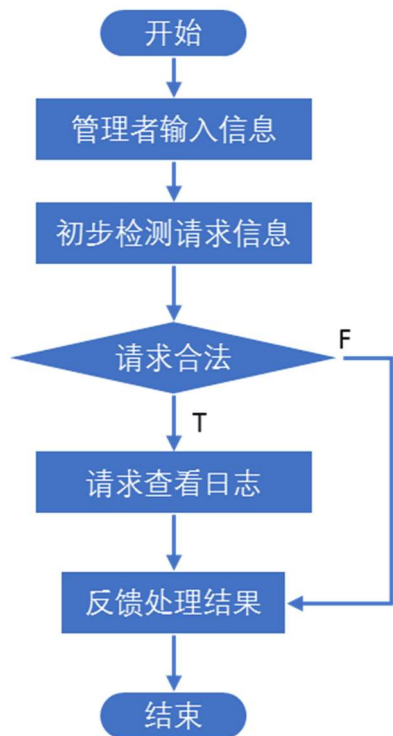 开始
管理者输入信息
初步检测请求信息
请求合法
F
T
请求查看日志
反馈处理结果
结束